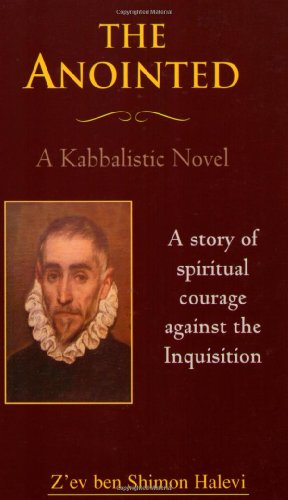 THE
ANOINTED
A Kabbalistic Novel
A story of
spiritual
courage
against the
Inquisition
Z'ev ben Shimon Halevi